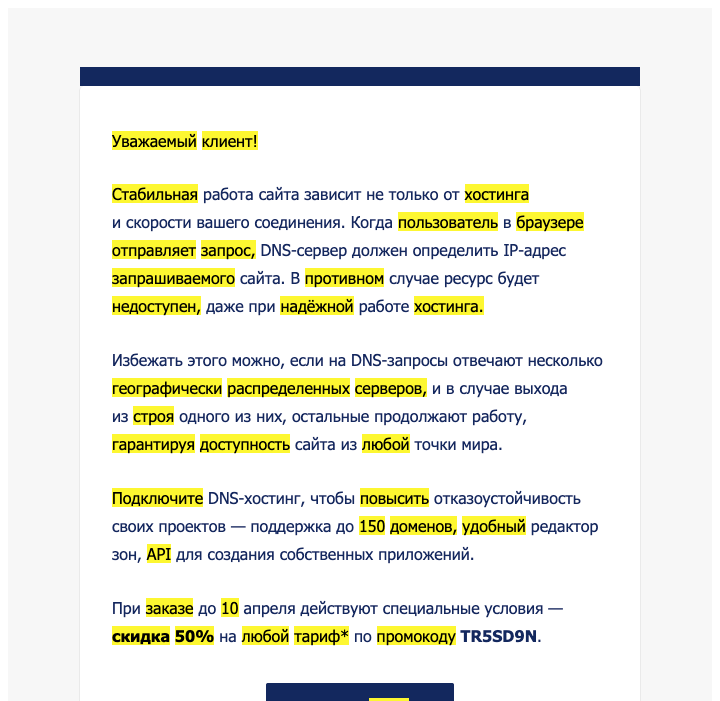 Уважаемый клиент!
Стабильная работа сайта зависит не только от хостинга
и скорости вашего соединения. Когда пользователь в браузере
отправляет запрос, DNS-сервер должен определить IP-адрес
запрашиваемого сайта. В противном случае ресурс будет
недоступен, даже при надёжной работе хостинга.
Избежать этого можно, если на DNS-запросы отвечают несколько
географически распределенных серверов, и в случае выхода
из строя одного из них, остальные продолжают работу,
гарантируя доступность сайта из любой точки мира.
Подключите DNS-хостинг, чтобы повысить отказоустойчивость
своих проектов — поддержка до 150 доменов, удобный редактор
зон, API для создания собственных приложений.
При заказе до 10 апреля действуют специальные условия —
скидка 50% на любой тариф* по промокоду TR5SD9N.